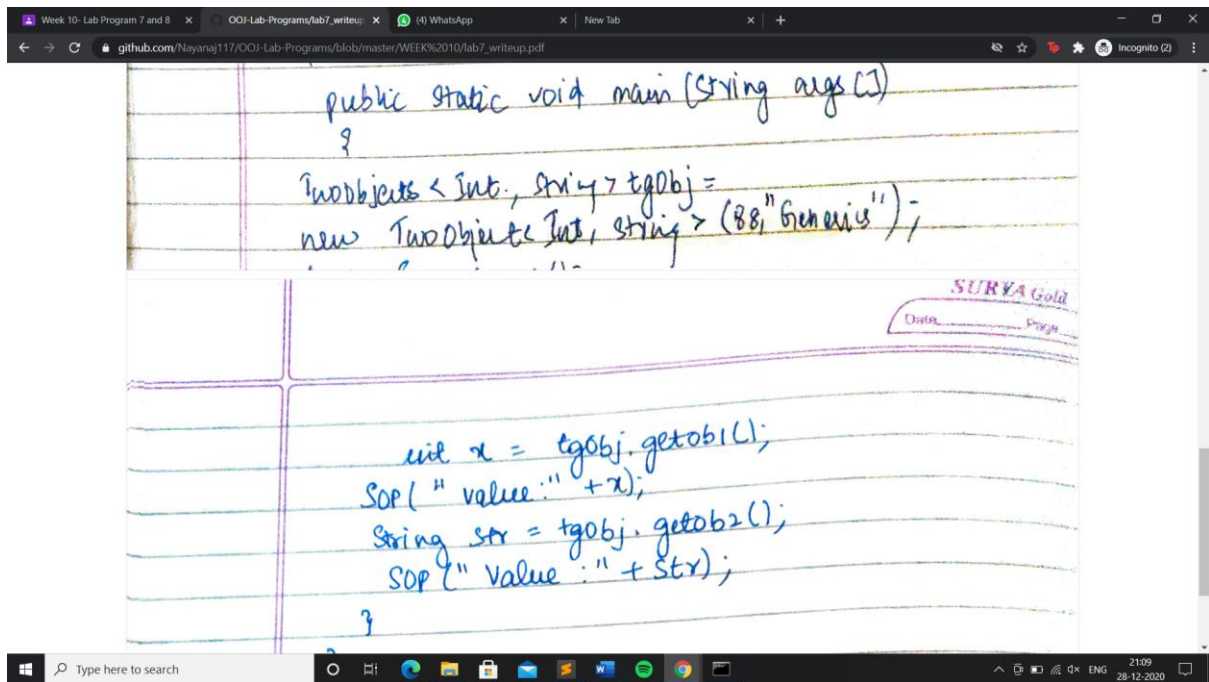 Week 10- Lab Program 7 and 8
OOJ-Lab-Programs/lab7_writeup
(4) WhatsApp
New Tab
github.com/Nayanaj117/OOJ-Lab-Programs/blob/master/WEEK%2010/lab7_writeup.pdf
Incognito (2)
public static void main (String args [])
{
TwoObjects < Int., String > tgObj =
new TwoObject< Int, String > (88, "Generics");
SURYA Gold
Date Page
int x = tgObj.getob1();
SOP( " value:" +x);
String str = tgobj.getob2();
SOP (" Value :" + Str);
}
Type here to search
ENG
21:09
28-12-2020